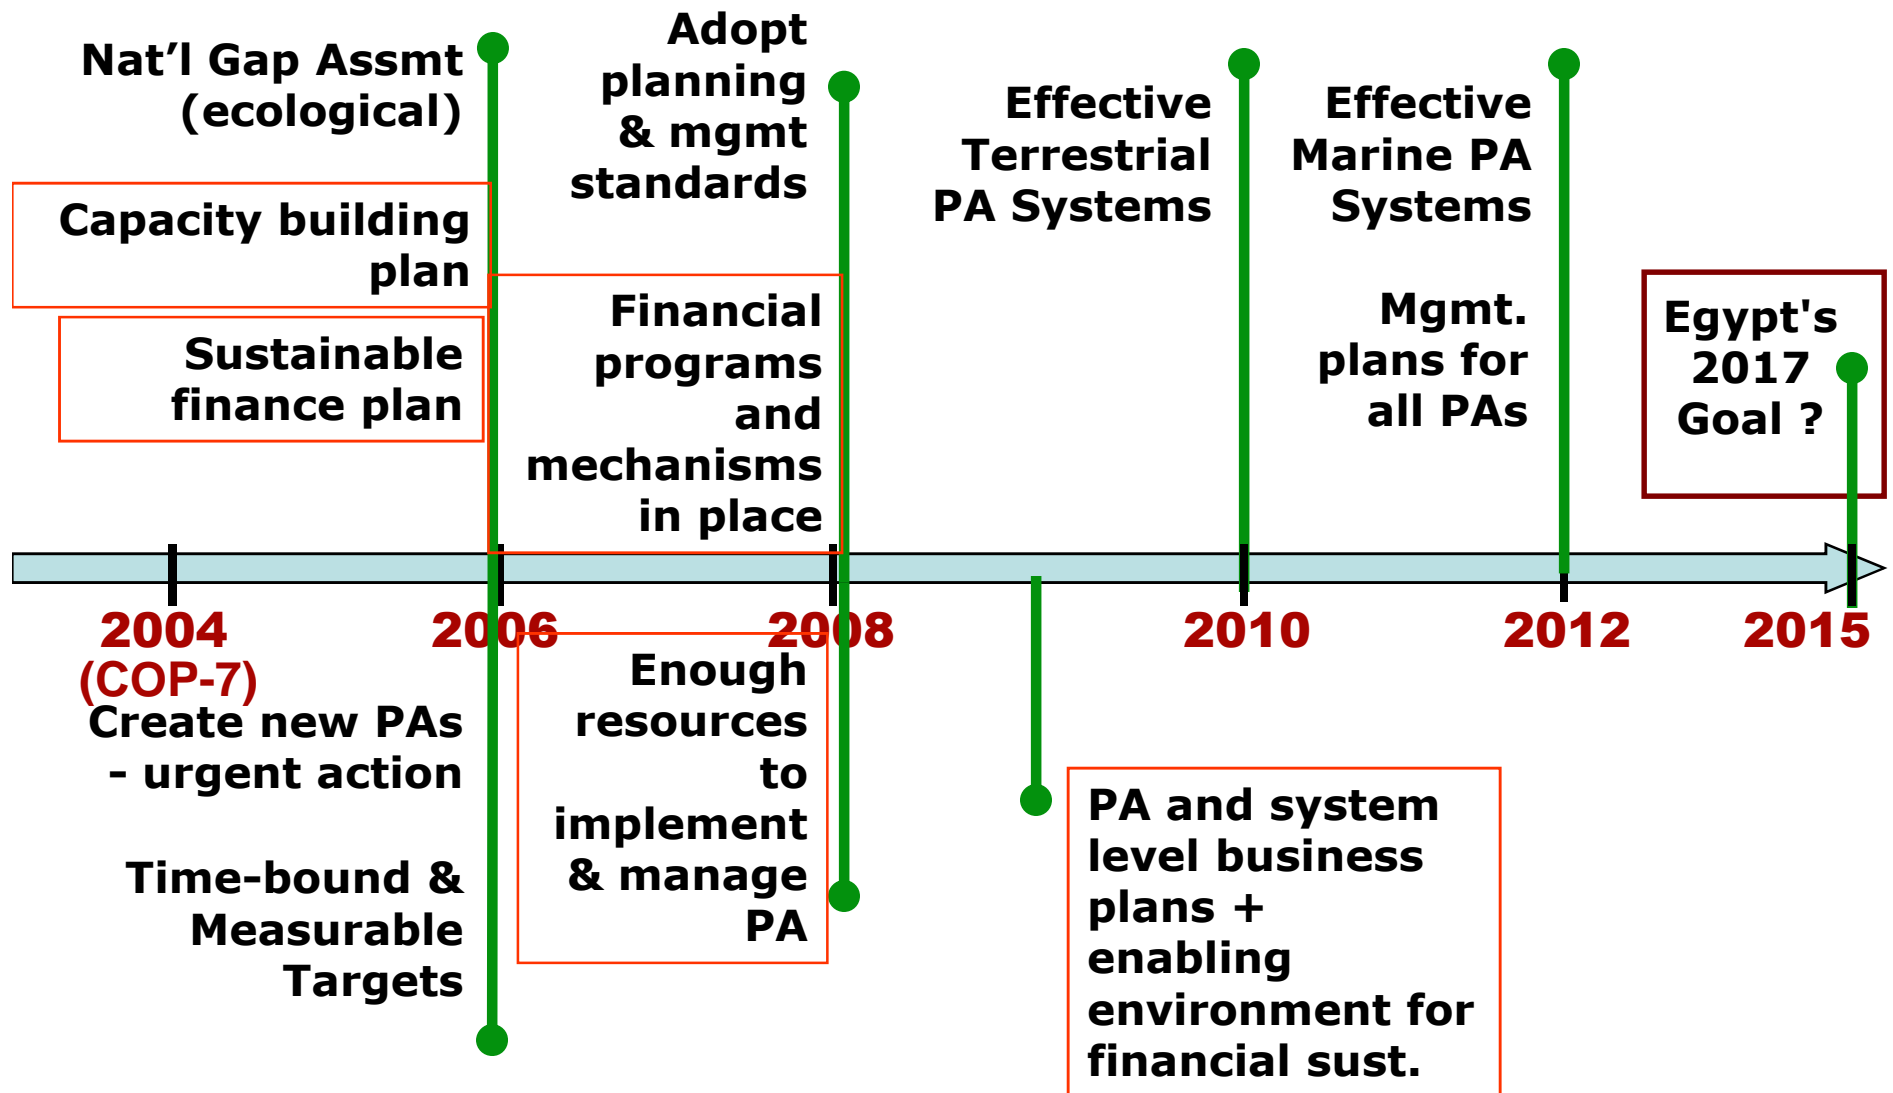 Nat’l Gap Assmt
(ecological)
Capacity building
plan
Sustainable
finance plan
Adopt
planning
& mgmt
standards
Financial
programs
and
mechanisms
in place
Effective
Terrestrial
PA Systems
Effective
Marine PA
Systems
Mgmt.
plans for
all PAs
Egypt's
2017
Goal ?
2004
(COP-7)
2006
2008
2010
2012
2015
Create new PAs
- urgent action
Time-bound &
Measurable
Targets
Enough
resources
to
implement
& manage
PA
PA and system
level business
plans +
enabling
environment for
financial sust.